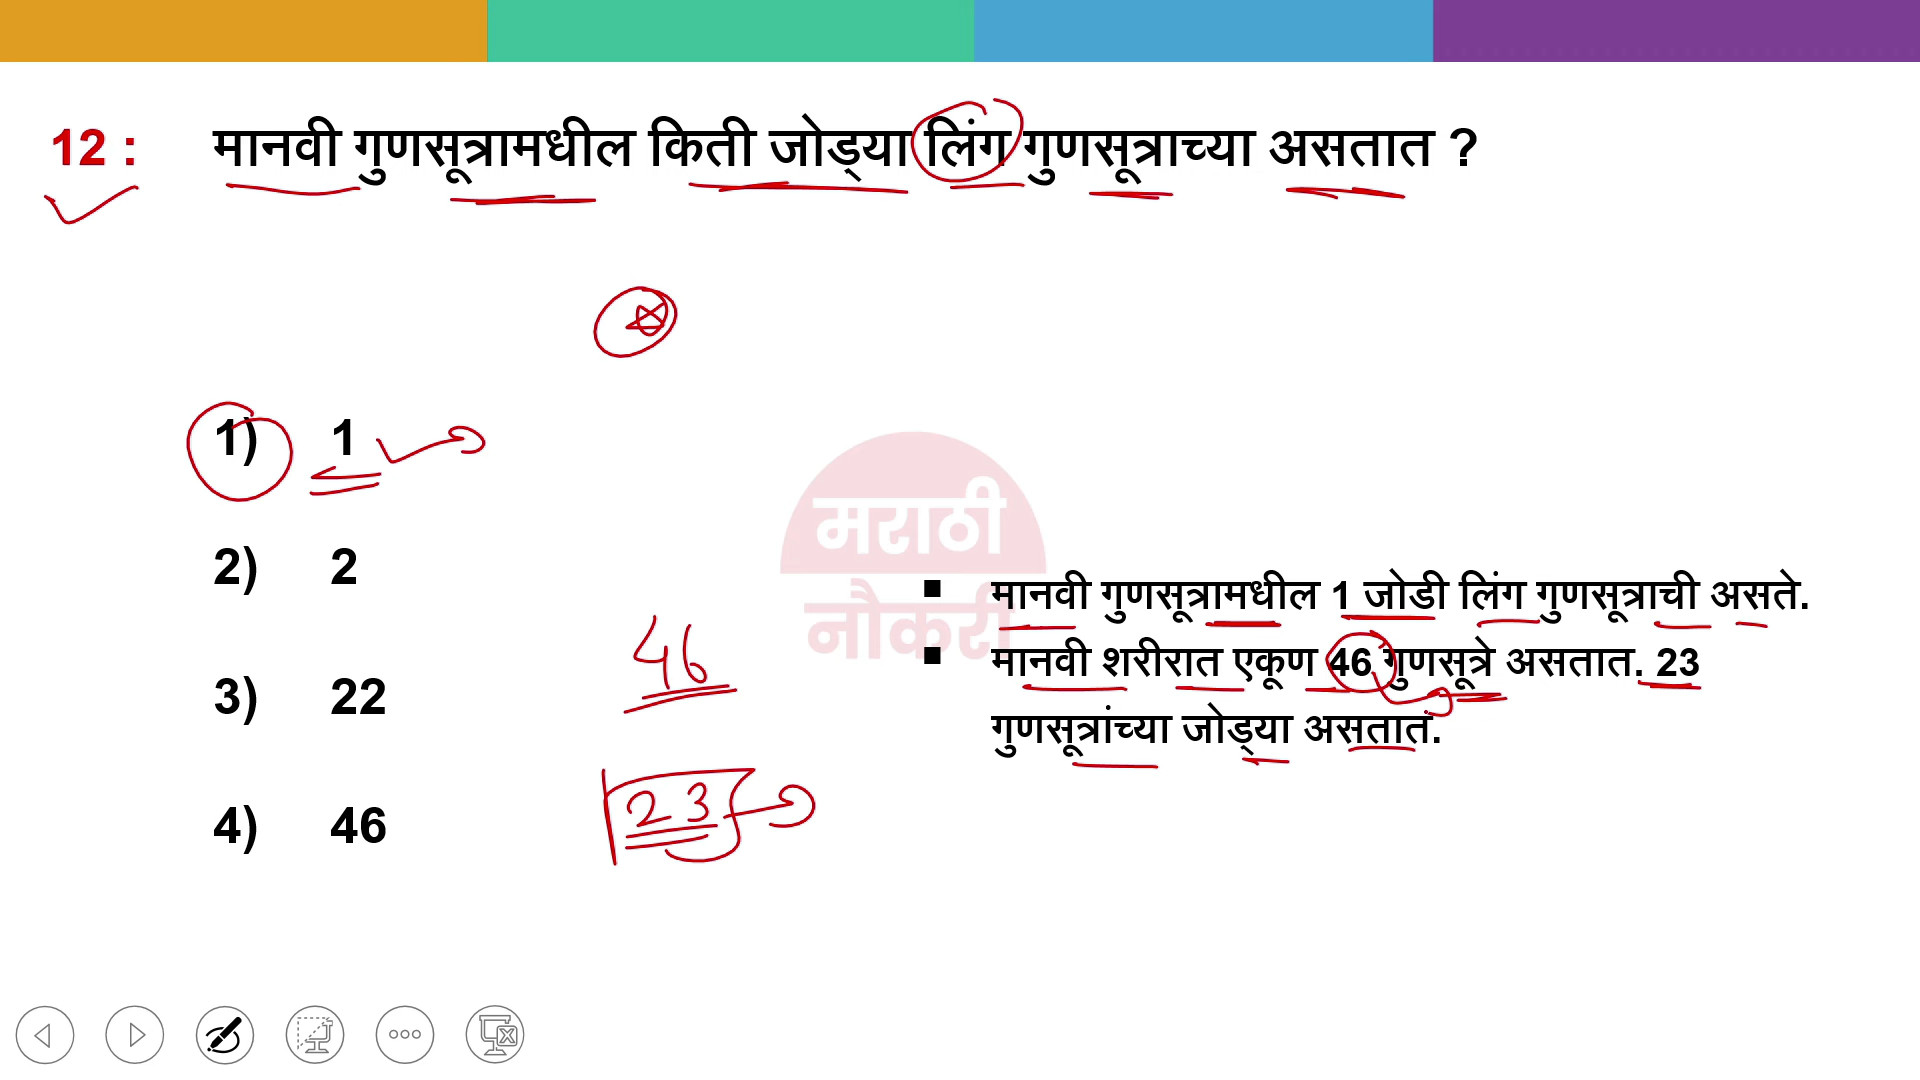 12 : मानवी गुणसूत्रामधील किती जोड्या लिंग गुणसूत्राच्या असतात ?
1) 1
2) 2
3) 22
4) 46
46
23
मराठी
नौकरी
▪ मानवी गुणसूत्रामधील 1 जोडी लिंग गुणसूत्राची असते.
▪ मानवी शरीरात एकूण 46 गुणसूत्रे असतात. 23
गुणसूत्रांच्या जोड्या असतात.